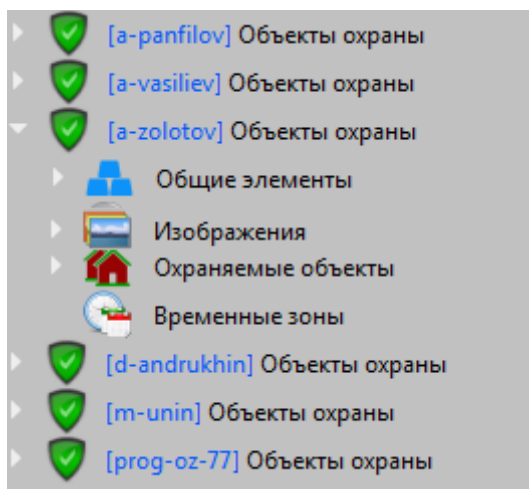 [a-panfilov] Объекты охраны
[a-vasiliev] Объекты охраны
[a-zolotov] Объекты охраны
Общие элементы
Изображения
Охраняемые объекты
Временные зоны
[d-andrukhin] Объекты охраны
[m-unin] Объекты охраны
[prog-oz-77] Объекты охраны